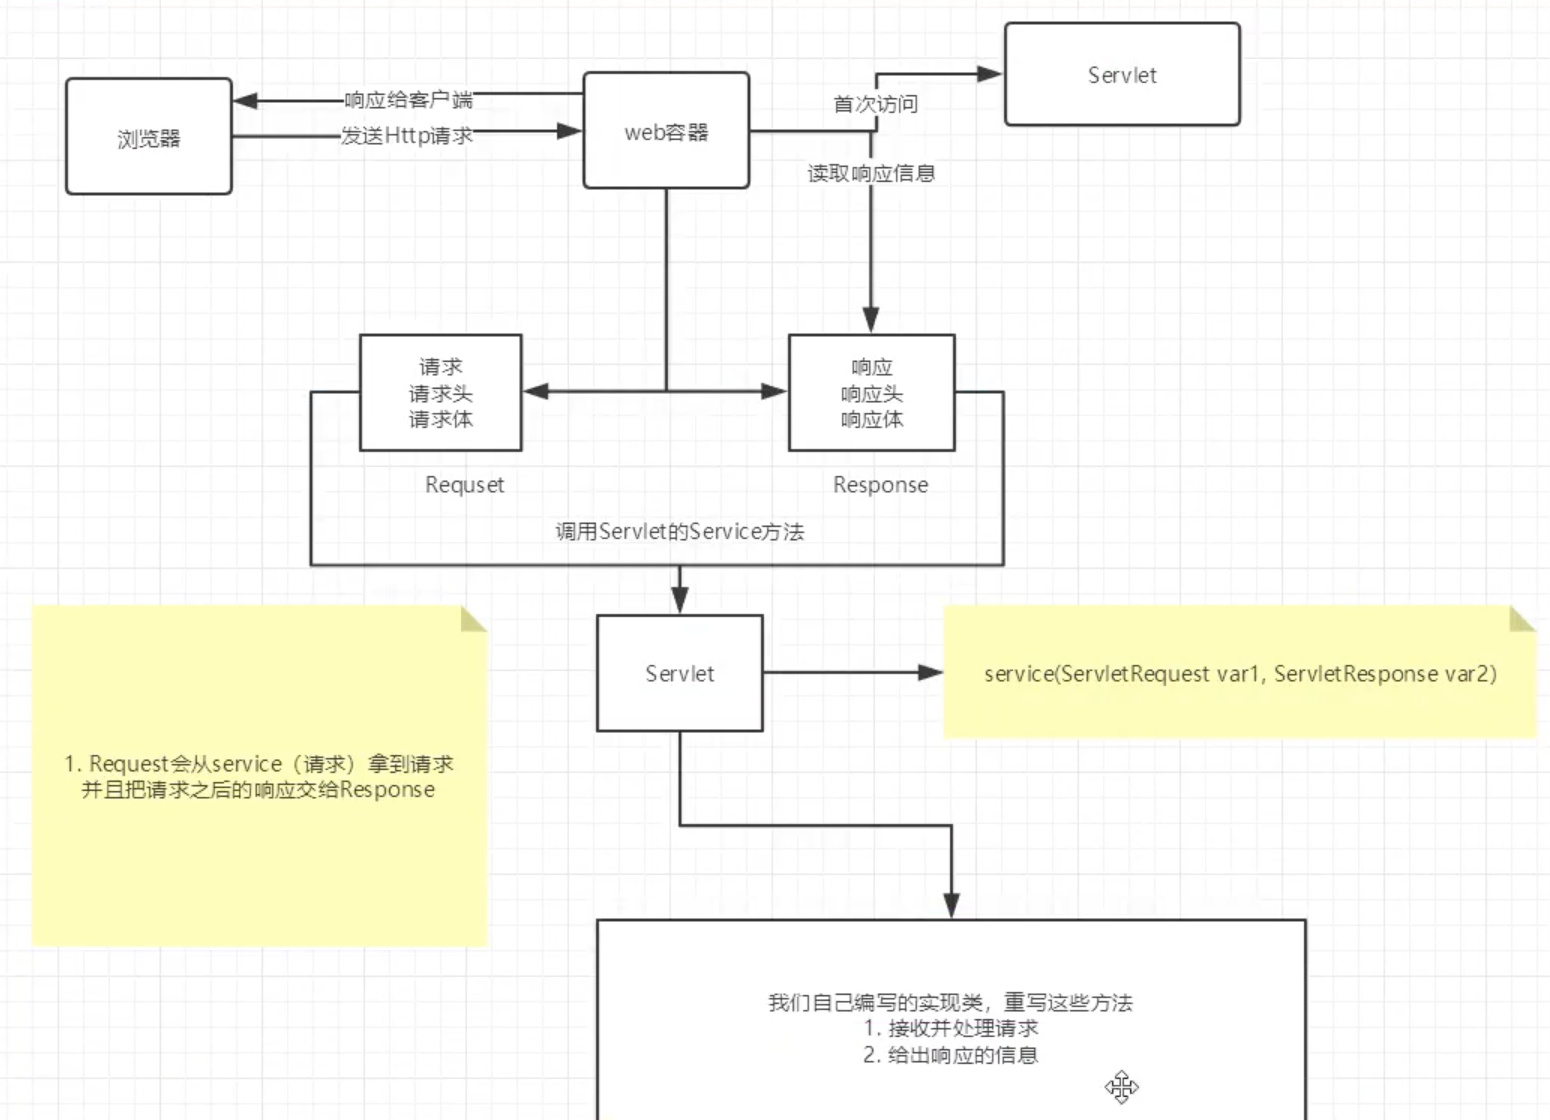 Servlet
响应给客户端
首次访问
浏览器
发送Http请求
web容器
读取响应信息
请求
请求头
请求体
响应
响应头
响应体
Requset
Response
调用Servlet的Service方法
Servlet
service(ServletRequest var1, ServletResponse var2)
1. Request会从service（请求）拿到请求
并且把请求之后的响应交给Response
我们自己编写的实现类，重写这些方法
1. 接收并处理请求
2. 给出响应的信息